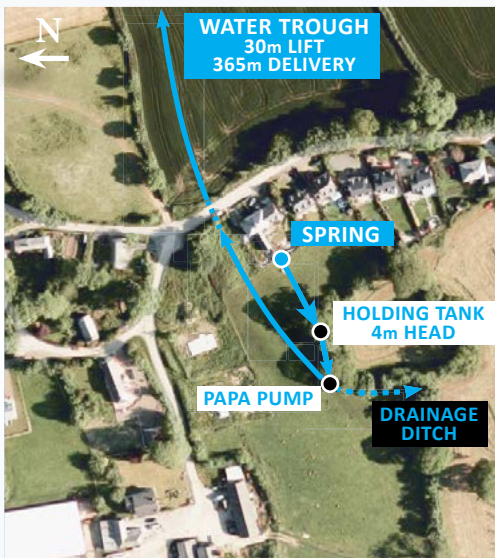 WATER TROUGH
30m LIFT
365m DELIVERY
N
SPRING
HOLDING TANK
4m HEAD
PAPA PUMP
DRAINAGE
DITCH